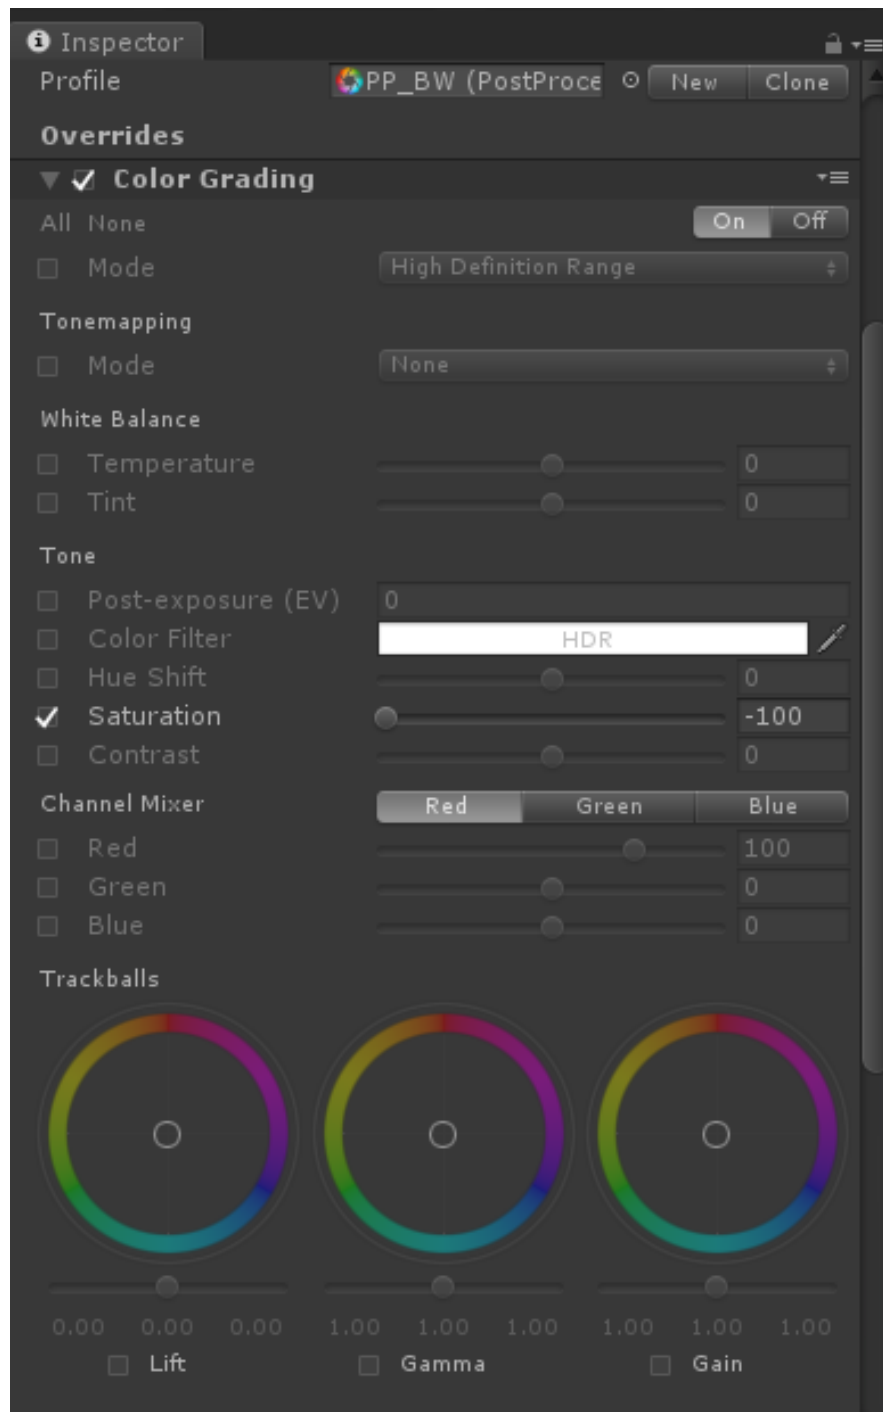 Inspector
Profile PP_BW (PostProce New Clone
Overrides
Color Grading
All None On Off
Mode High Definition Range
Tonemapping
Mode None
White Balance
Temperature 0
Tint 0
Tone
Post-exposure (EV) 0
Color Filter HDR
Hue Shift 0
Saturation -100
Contrast 0
Channel Mixer Red Green Blue
Red 100
Green 0
Blue 0
Trackballs
0.00 0.00 0.00 1.00 1.00 1.00 1.00 1.00 1.00
Lift Gamma Gain